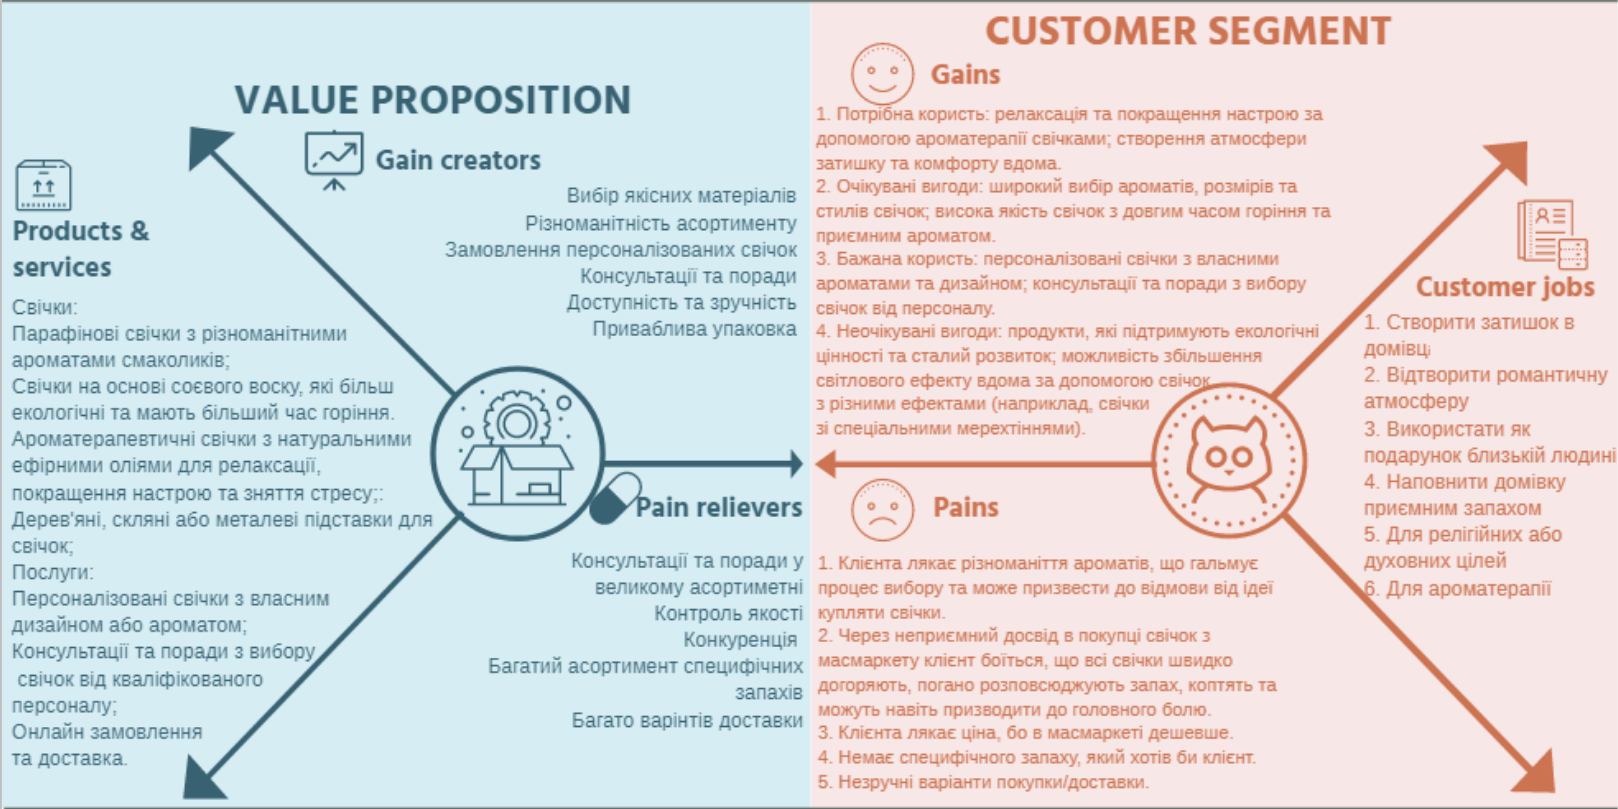 VALUE PROPOSITION
Gain creators
Вибір якісних матеріалів
Різноманітність асортименту
Замовлення персоналізованих свічок
Консультації та поради
Доступність та зручність
Приваблива упаковка
Products &
services
Свічки:
Парафінові свічки з різноманітними
ароматами смаколиків;
Свічки на основі соєвого воску, які більш
екологічні та мають більший час горіння.
Ароматерапевтичні свічки з натуральними
ефірними оліями для релаксації,
покращення настрою та зняття стресу;:
Дерев'яні, скляні або металеві підставки для
свічок;
Послуги:
Персоналізовані свічки з власним
дизайном або ароматом;
Консультації та поради з вибору
свічок від кваліфікованого
персоналу;
Онлайн замовлення
та доставка.
Pain relievers
Консультації та поради у
великому асортиметні
Контроль якості
Конкуренція
Багатий асортимент специфічних
запахів
Багато варінтів доставки
CUSTOMER SEGMENT
Gains
1. Потрібна користь: релаксація та покращення настрою за
допомогою ароматерапії свічками; створення атмосфери
затишку та комфорту вдома.
2. Очікувані вигоди: широкий вибір ароматів, розмірів та
стилів свічок; висока якість свічок з довгим часом горіння та
приємним ароматом.
3. Бажана користь: персоналізовані свічки з власними
ароматами та дизайном; консультації та поради з вибору
свічок від персоналу.
4. Неочікувані вигоди: продукти, які підтримують екологічні
цінності та сталий розвиток; можливість збільшення
світлового ефекту вдома за допомогою свічок
з різними ефектами (наприклад, свічки
зі спеціальними мерехтіннями).
Pains
1. Клієнта лякає різноманіття ароматів, що гальмує
процес вибору та може призвести до відмови від ідеї
купляти свічки.
2. Через неприємний досвід в покупці свічок з
масмаркету клієнт боїться, що всі свічки швидко
догоряють, погано розповсюджують запах, коптять та
можуть навіть призводити до головного болю.
3. Клієнта лякає ціна, бо в масмаркеті дешевше.
4. Немає специфічного запаху, який хотів би клієнт.
5. Незручні варіанти покупки/доставки.
Customer jobs
1. Створити затишок в
домівці
2. Відтворити романтичну
атмосферу
3. Використати як
подарунок близькій людині
4. Наповнити домівку
приємним запахом
5. Для релігійних або
духовних цілей
6. Для ароматерапії